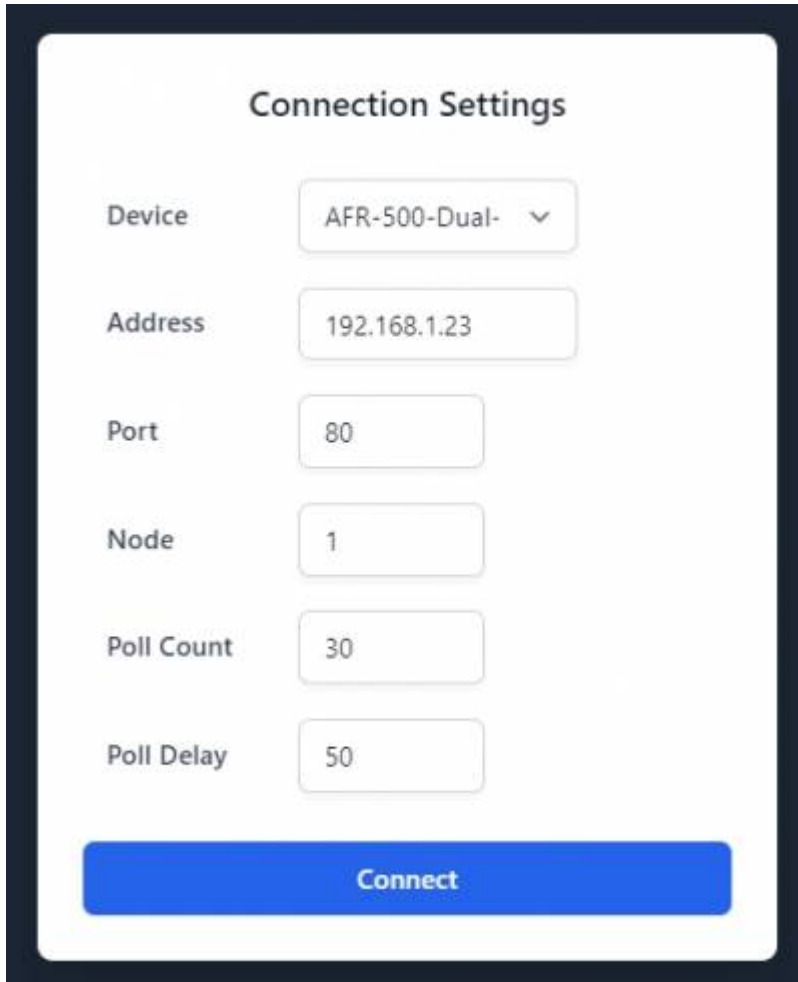 Connection Settings
Device AFR-500-Dual-
Address 192.168.1.23
Port 80
Node 1
Poll Count 30
Poll Delay 50
Connect